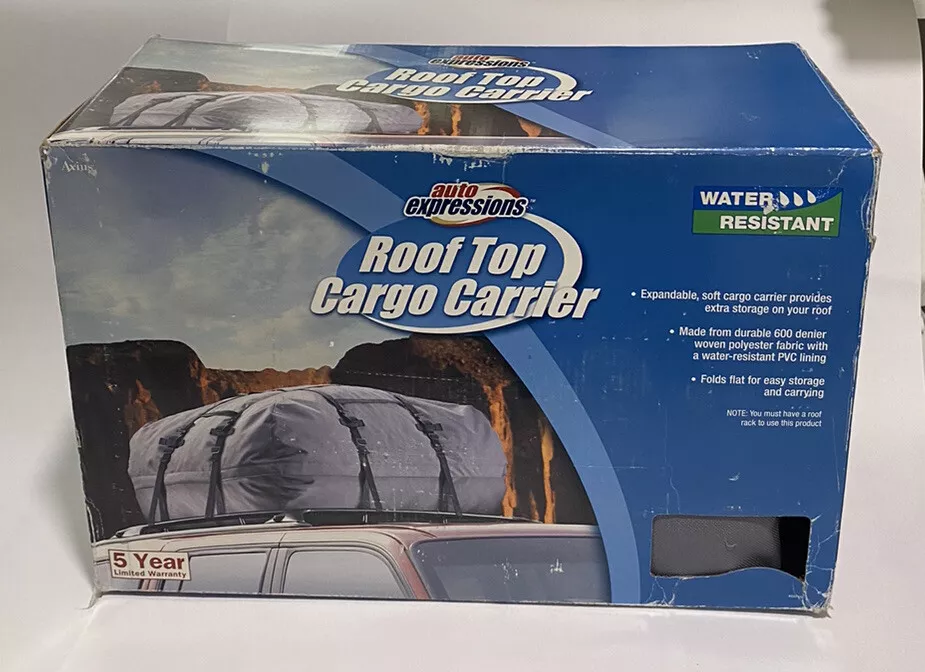 auto
expressions
Roof Top
Cargo Carrier
Axius
auto
expressions™
Roof Top
Cargo Carrier
WATER
RESISTANT
• Expandable, soft cargo carrier provides
extra storage on your roof
• Made from durable 600 denier
woven polyester fabric with
a water-resistant PVC lining
• Folds flat for easy storage
and carrying
NOTE: You must have a roof
rack to use this product
5 Year
Limited Warranty